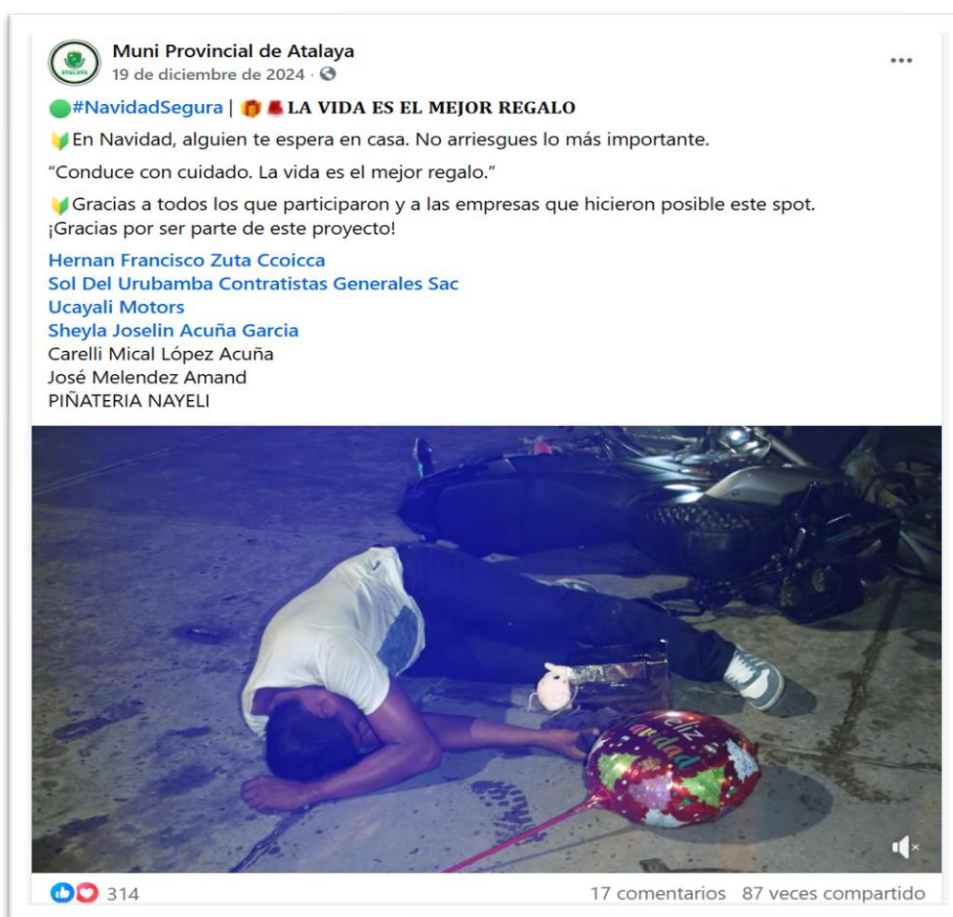 Muni Provincial de Atalaya
19 de diciembre de 2024 ·
#NavidadSegura | LA VIDA ES EL MEJOR REGALO
En Navidad, alguien te espera en casa. No arriesgues lo más importante.
“Conduce con cuidado. La vida es el mejor regalo.”
Gracias a todos los que participaron y a las empresas que hicieron posible este spot.
¡Gracias por ser parte de este proyecto!
Hernan Francisco Zuta Ccoicca
Sol Del Urubamba Contratistas Generales Sac
Ucayali Motors
Sheyla Joselin Acuña Garcia
Carelli Mical López Acuña
José Melendez Amand
PIÑATERIA NAYELI
Feliz
314 17 comentarios 87 veces compartido